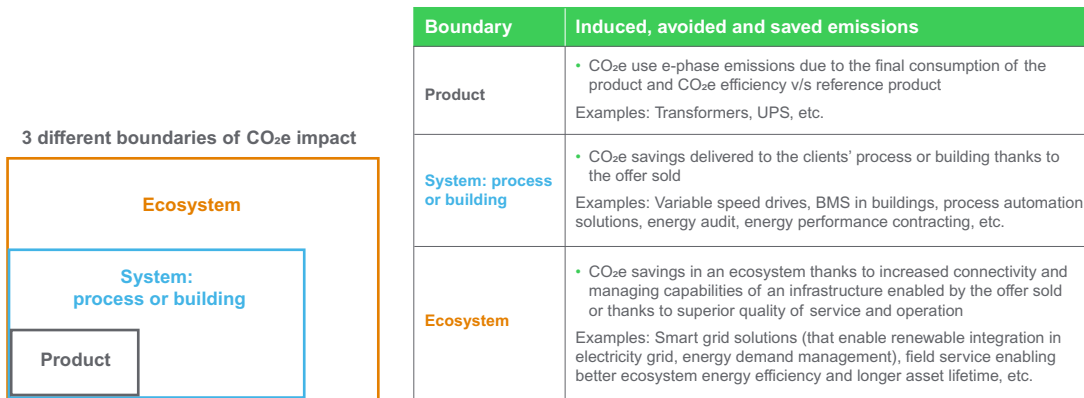 3 different boundaries of CO₂e impact
Ecosystem
System:
process or building
Product
Boundary
Induced, avoided and saved emissions
Product
• CO₂e use e-phase emissions due to the final consumption of the
product and CO₂e efficiency v/s reference product
Examples: Transformers, UPS, etc.
System: process
or building
• CO₂e savings delivered to the clients’ process or building thanks to
the offer sold
Examples: Variable speed drives, BMS in buildings, process automation
solutions, energy audit, energy performance contracting, etc.
Ecosystem
• CO₂e savings in an ecosystem thanks to increased connectivity and
managing capabilities of an infrastructure enabled by the offer sold
or thanks to superior quality of service and operation
Examples: Smart grid solutions (that enable renewable integration in
electricity grid, energy demand management), field service enabling
better ecosystem energy efficiency and longer asset lifetime, etc.